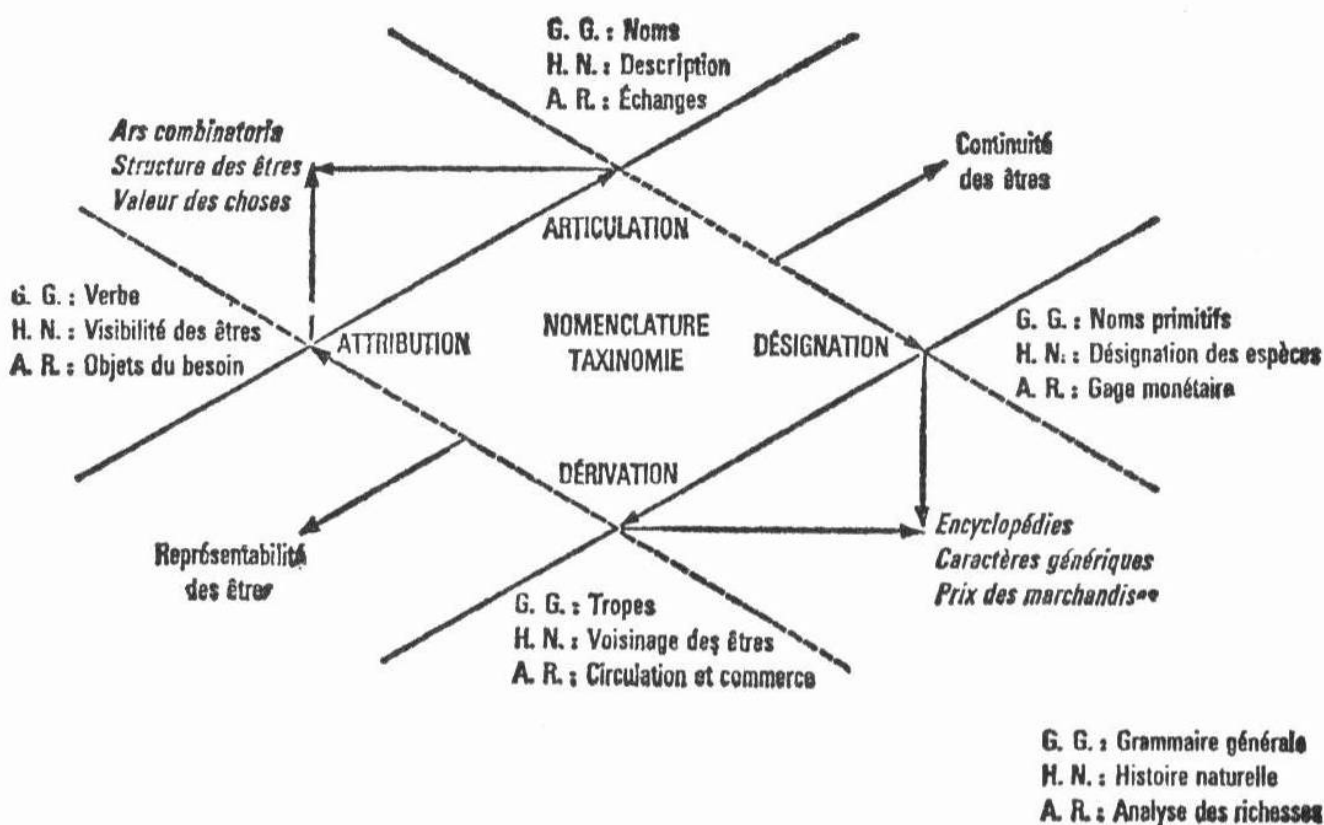 G. G. : Noms
H. N. : Description
A. R. : Échanges
Ars combinatoria
Structure des êtres
Valeur des choses
Continuité
des êtres
ARTICULATION
G. G. : Verbe
H. N. : Visibilité des êtres
A. R. : Objets du besoin
ATTRIBUTION
NOMENCLATURE
TAXINOMIE
DÉSIGNATION
G. G. : Noms primitifs
H. N. : Désignation des espèces
A. R. : Gage monétaire
DÉRIVATION
Représentabilité
des êtres
Encyclopédies
Caractères génériques
Prix des marchandises
G. G. : Tropes
H. N. : Voisinage des êtres
A. R. : Circulation et commerce
G. G. : Grammaire générale
H. N. : Histoire naturelle
A. R. : Analyse des richesses